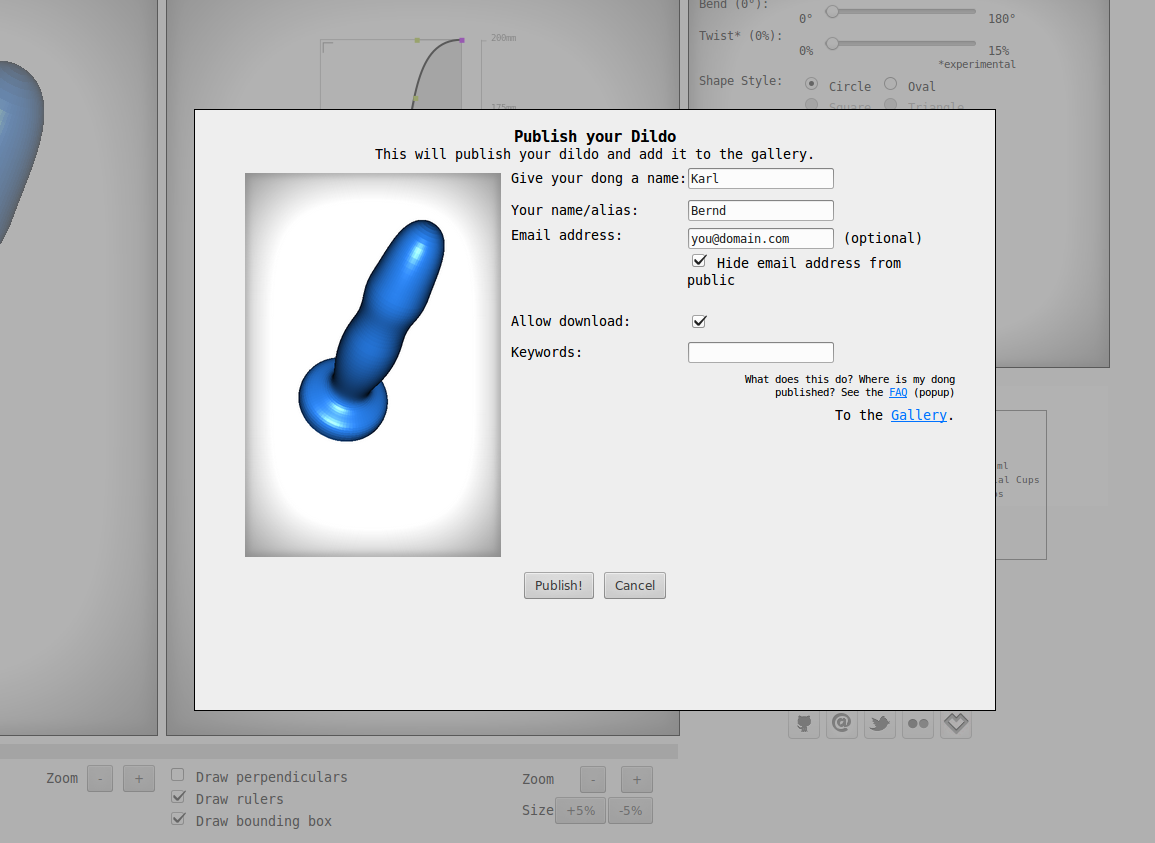 Bend (0°):
0°
180°
Twist* (0%):
0%
15%
*experimental
Shape Style:
Circle
Oval
Square
Triangle
200mm
175mm
Publish your Dildo
This will publish your dildo and add it to the gallery.
Give your dong a name:
Karl
Your name/alias:
Bernd
Email address:
you@domain.com
(optional)
Hide email address from
public
Allow download:
Keywords:
What does this do? Where is my dong
published? See the FAQ (popup)
To the Gallery.
Publish!
Cancel
ml
al Cups
s
Zoom
-
+
Draw perpendiculars
Draw rulers
Draw bounding box
Zoom
-
+
Size
+5%
-5%